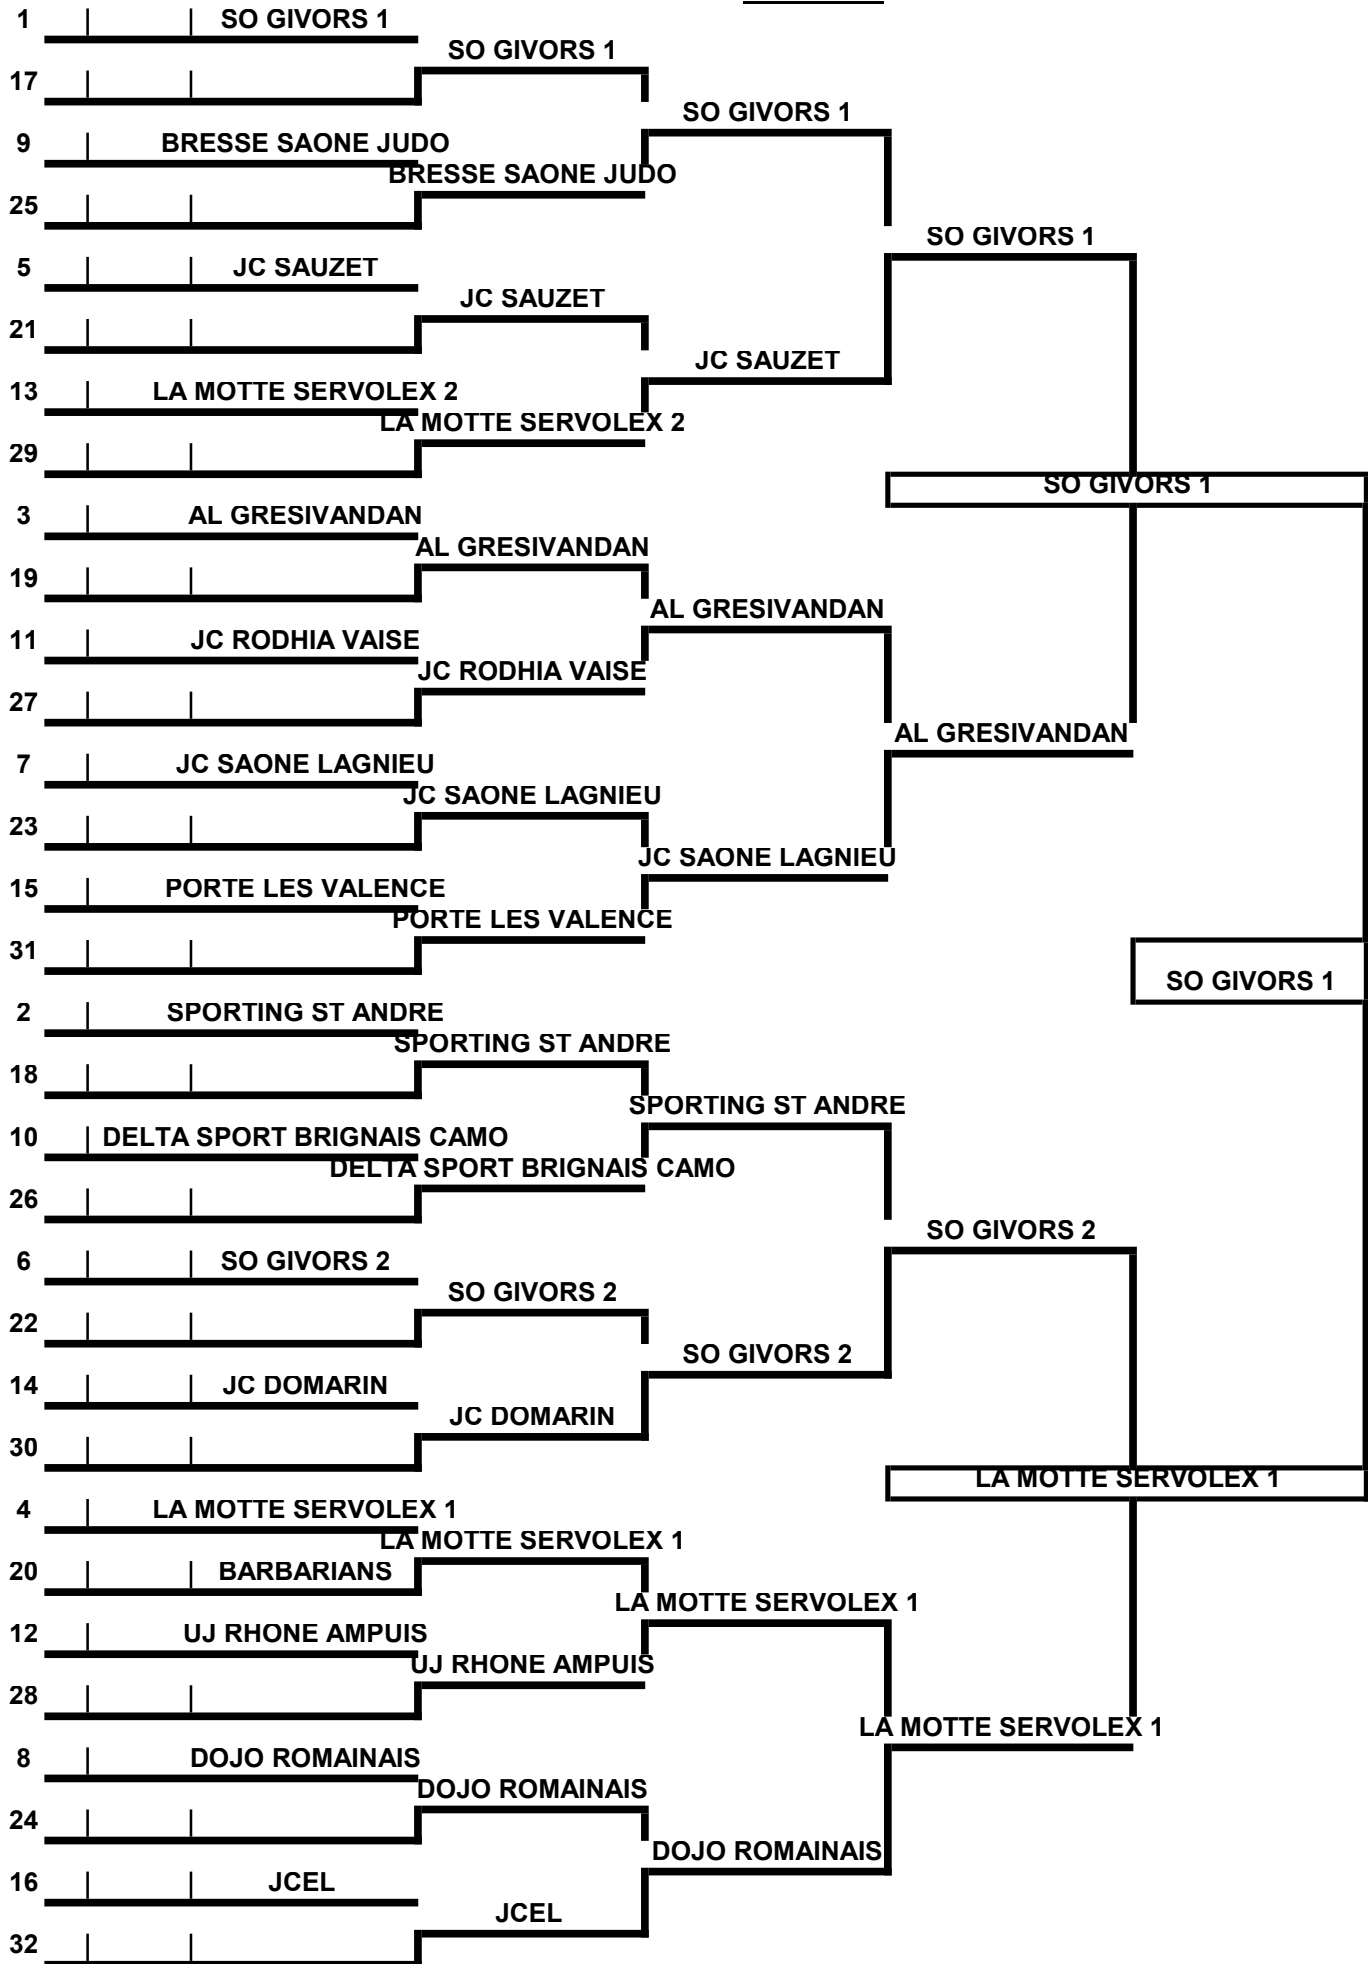 1 SO GIVORS 1
SO GIVORS 1
17
SO GIVORS 1
9 BRESSE SAONE JUDO
BRESSE SAONE JUDO
25
SO GIVORS 1
5 JC SAUZET
JC SAUZET
21
JC SAUZET
13 LA MOTTE SERVOLEX 2
LA MOTTE SERVOLEX 2
29
SO GIVORS 1
3 AL GRESIVANDAN
AL GRESIVANDAN
19
AL GRESIVANDAN
11 JC RODHIA VAISE
JC RODHIA VAISE
27
AL GRESIVANDAN
7 JC SAONE LAGNIEU
JC SAONE LAGNIEU
23
JC SAONE LAGNIEU
15 PORTE LES VALENCE
PORTE LES VALENCE
31
SO GIVORS 1
2 SPORTING ST ANDRE
SPORTING ST ANDRE
18
SPORTING ST ANDRE
10 DELTA SPORT BRIGNAIS CAMO
DELTA SPORT BRIGNAIS CAMO
26
SO GIVORS 2
6 SO GIVORS 2
SO GIVORS 2
22
SO GIVORS 2
14 JC DOMARIN
JC DOMARIN
30
LA MOTTE SERVOLEX 1
4 LA MOTTE SERVOLEX 1
LA MOTTE SERVOLEX 1
20 BARBARIANS
LA MOTTE SERVOLEX 1
12 UJ RHONE AMPUIS
UJ RHONE AMPUIS
28
LA MOTTE SERVOLEX 1
8 DOJO ROMAINAIS
DOJO ROMAINAIS
24
DOJO ROMAINAIS
16 JCEL
JCEL
32